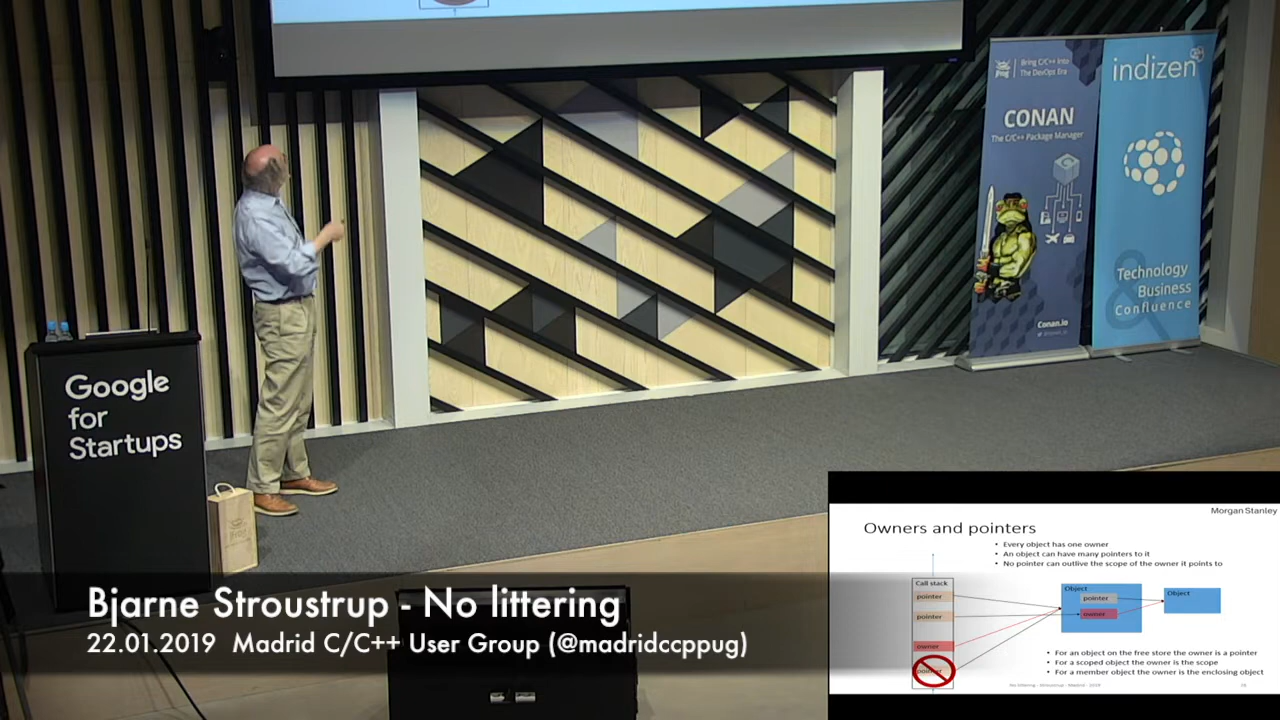 Bring C/C++ Into
The DevOps Era
CONAN
The C/C++ Package Manager
Conan.io
indizen
Technology
&
Business
Confluence
Google
for
Startups
Morgan Stanley
Owners and pointers
• Every object has one owner
• An object can have many pointers to it
• No pointer can outlive the scope of the owner it points to
Call stack
pointer
pointer
owner
Object
pointer
owner
Object
• For an object on the free store the owner is a pointer
• For a scoped object the owner is the scope
• For a member object the owner is the enclosing object
No littering - Stroustrup - Madrid - 2019
Bjarne Stroustrup - No littering
22.01.2019 Madrid C/C++ User Group (@madridccppug)